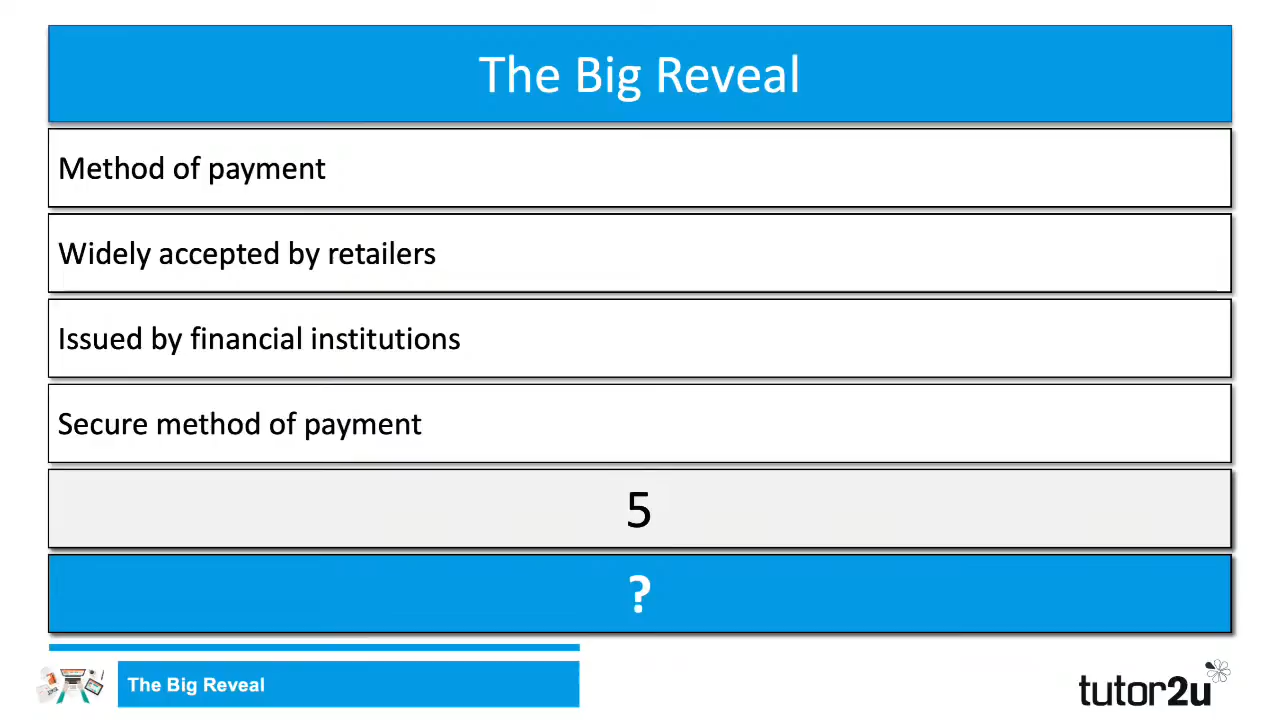 The Big Reveal
Method of payment
Widely accepted by retailers
Issued by financial institutions
Secure method of payment
5
?
The Big Reveal
tutor2u